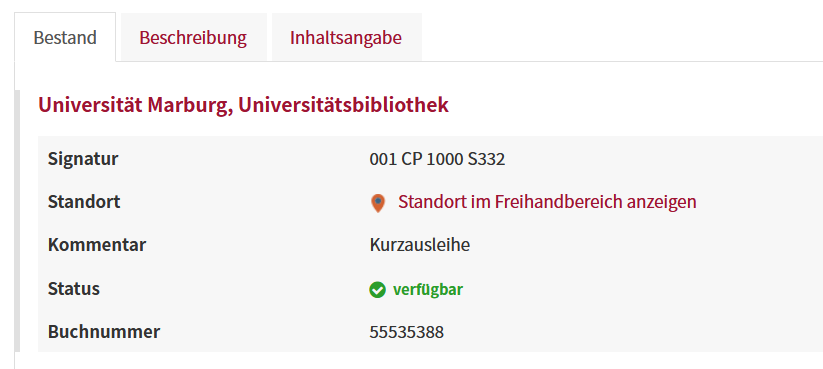 Bestand Beschreibung Inhaltsangabe
Universität Marburg, Universitätsbibliothek
Signatur 001 CP 1000 S332
Standort Standort im Freihandbereich anzeigen
Kommentar Kurzausleihe
Status verfügbar
Buchnummer 55535388